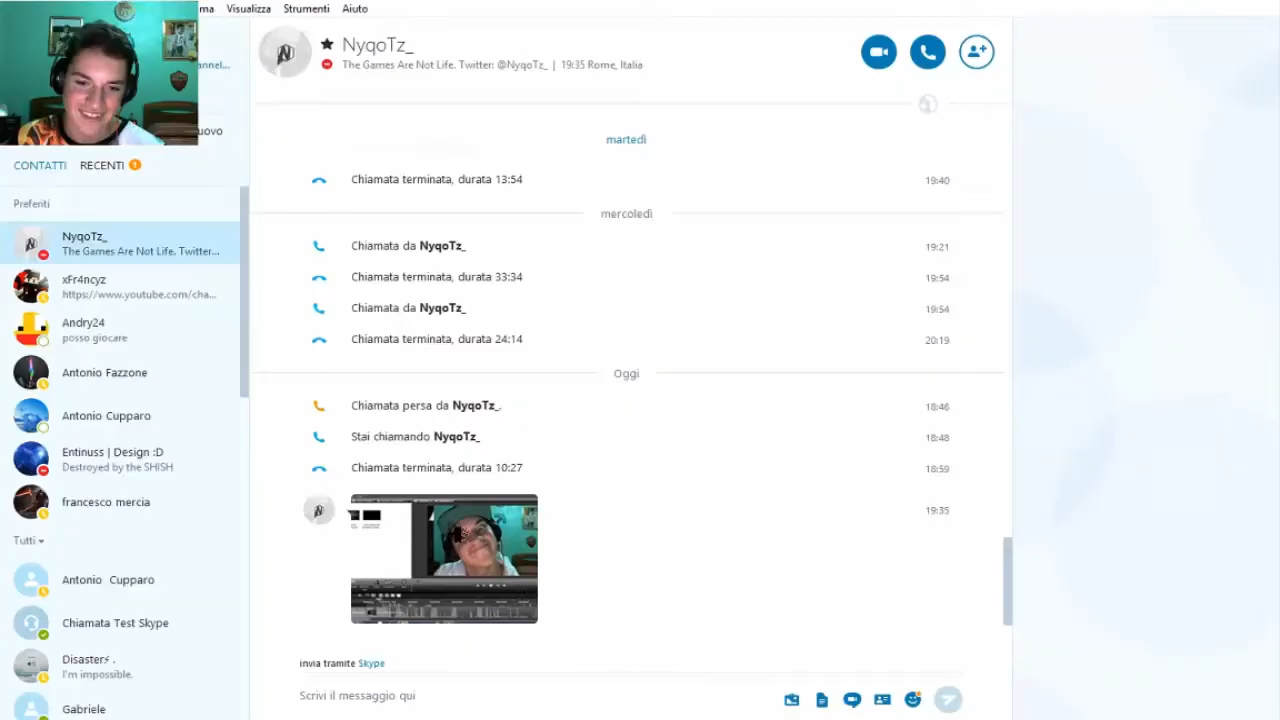 ma Visualizza Strumenti Aiuto
annel...
uovo
CONTATTI RECENTI 1
Preferiti
NyqoTz_
The Games Are Not Life. Twitter...
xFr4ncyz
https://www.youtube.com/cha...
Andry24
posso giocare
Antonio Fazzone
Antonio Cupparo
Entinuss | Design :D
Destroyed by the SHISH
francesco mercia
Tutti
Antonio Cupparo
Chiamata Test Skype
Disaster⚡ .
I'm impossible.
Gabriele
NyqoTz_
The Games Are Not Life. Twitter: @NyqoTz_ | 19:35 Rome, Italia
martedì
Chiamata terminata, durata 13:54 19:40
mercoledì
Chiamata da NyqoTz_ 19:21
Chiamata terminata, durata 33:34 19:54
Chiamata da NyqoTz_ 19:54
Chiamata terminata, durata 24:14 20:19
Oggi
Chiamata persa da NyqoTz_. 18:46
Stai chiamando NyqoTz_ 18:48
Chiamata terminata, durata 10:27 18:59
19:35
invia tramite Skype
Scrivi il messaggio qui